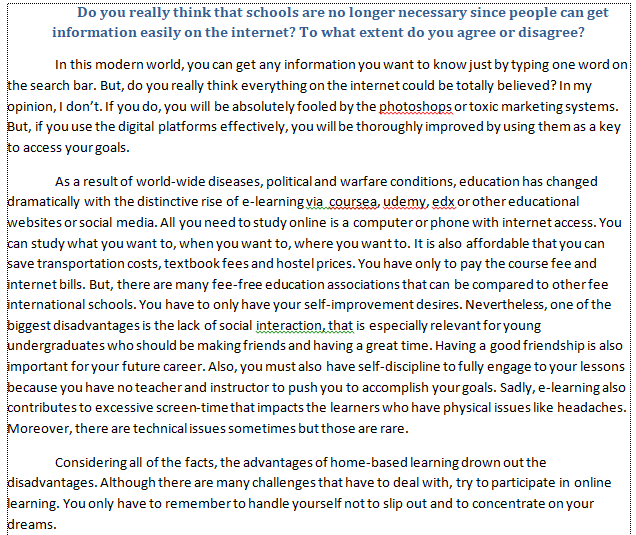 Do you really think that schools are no longer necessary since people can get
information easily on the internet? To what extent do you agree or disagree?
In this modern world, you can get any information you want to know just by typing one word on
the search bar. But, do you really think everything on the internet could be totally believed? In my
opinion, I don't. If you do, you will be absolutely fooled by the photoshops or toxic marketing systems.
But, if you use the digital platforms effectively, you will be thoroughly improved by using them as a key
to access your goals.
As a result of world-wide diseases, political and warfare conditions, education has changed
dramatically with the distinctive rise of e-learning via coursea, udemy, edx or other educational
websites or social media. All you need to study online is a computer or phone with internet access. You
can study what you want to, when you want to, where you want to. It is also affordable that you can
save transportation costs, textbook fees and hostel prices. You have only to pay the course fee and
internet bills. But, there are many fee-free education associations that can be compared to other fee
international schools. You have to only have your self-improvement desires. Nevertheless, one of the
biggest disadvantages is the lack of social interaction, that is especially relevant for young
undergraduates who should be making friends and having a great time. Having a good friendship is also
important for your future career. Also, you must also have self-discipline to fully engage to your lessons
because you have no teacher and instructor to push you to accomplish your goals. Sadly, e-learning also
contributes to excessive screen-time that impacts the learners who have physical issues like headaches.
Moreover, there are technical issues sometimes but those are rare.
Considering all of the facts, the advantages of home-based learning drown out the
disadvantages. Although there are many challenges that have to deal with, try to participate in online
learning. You only have to remember to handle yourself not to slip out and to concentrate on your
dreams.